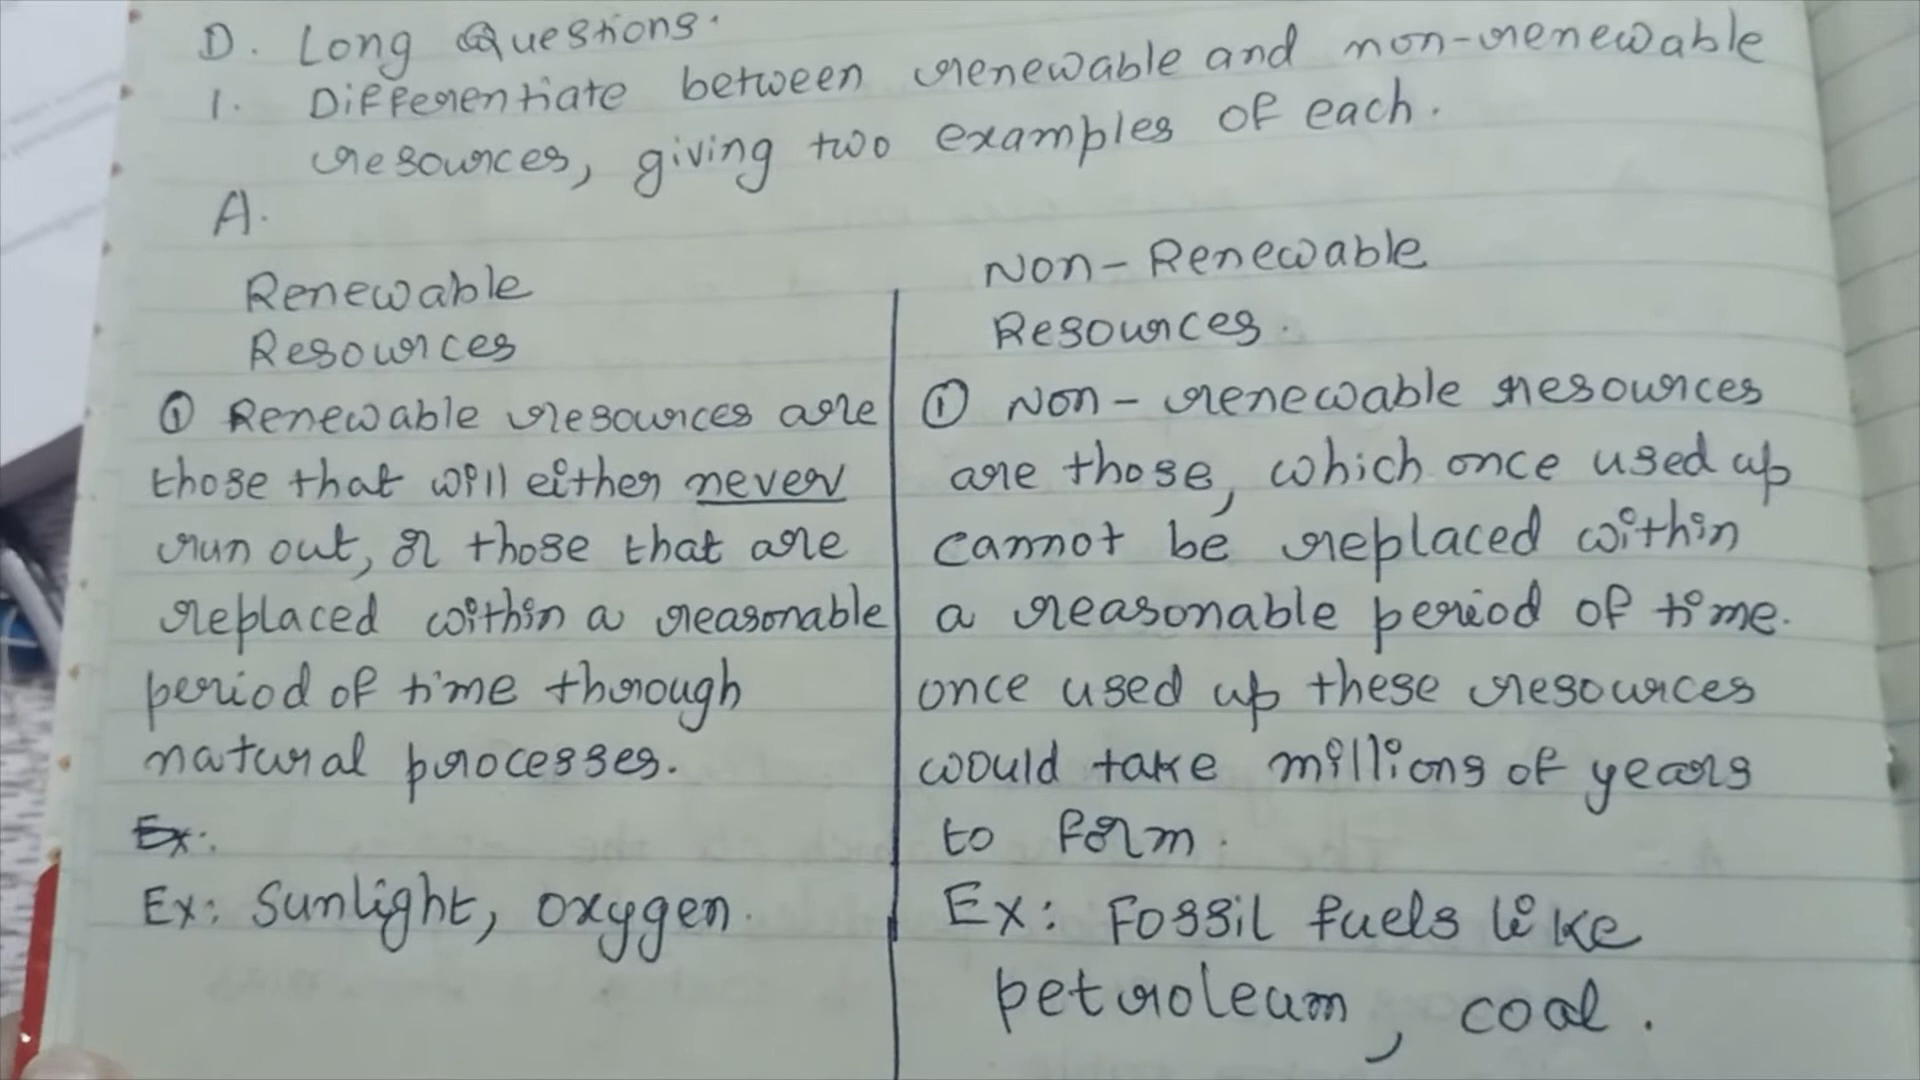 D. Long Questions.
1. Differentiate between renewable and non-renewable
resources, giving two examples of each.
A.
Renewable
Resources
① Renewable resources are
those that will either never
run out, or those that are
replaced within a reasonable
period of time through
natural processes.
Ex:
Ex: Sunlight, oxygen.
Non-Renewable
Resources.
① Non-renewable resources
are those, which once used up
cannot be replaced within
a reasonable period of time.
once used up these resources
would take millions of years
to form.
Ex: Fossil fuels like
petroleum, coal.